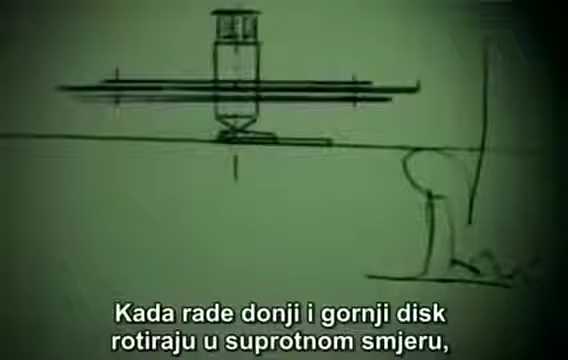 Kada rade donji i gornji disk
rotiraju u suprotnom smjeru,